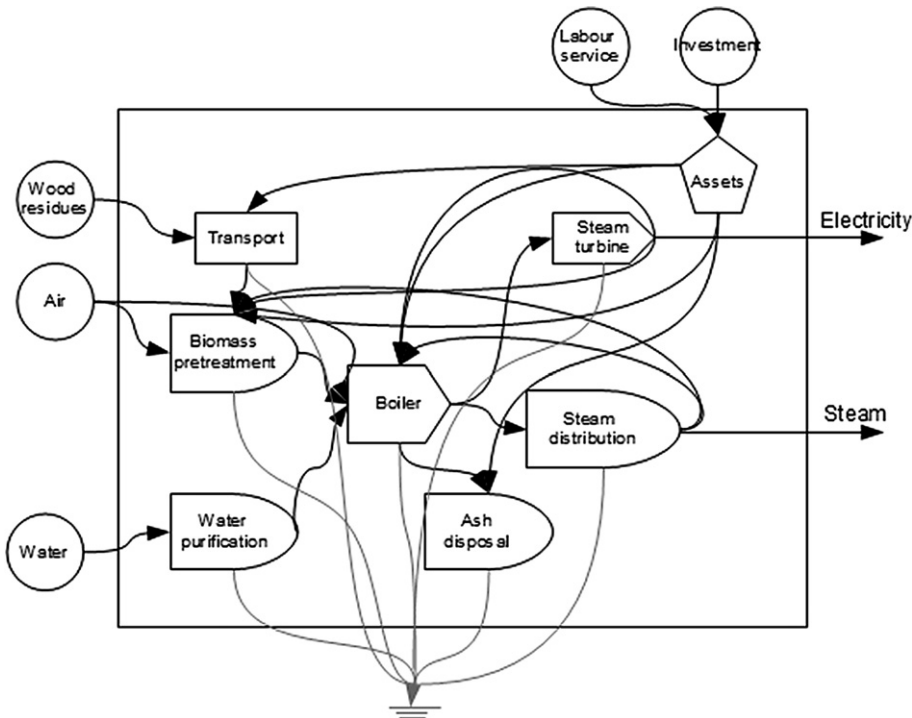 Labour
service
Investment
Assets
Wood
residues
Transport
Steam
turbine
Electricity
Air
Biomass
pretreatment
Boiler
Steam
distribution
Steam
Water
Water
purification
Ash
disposal